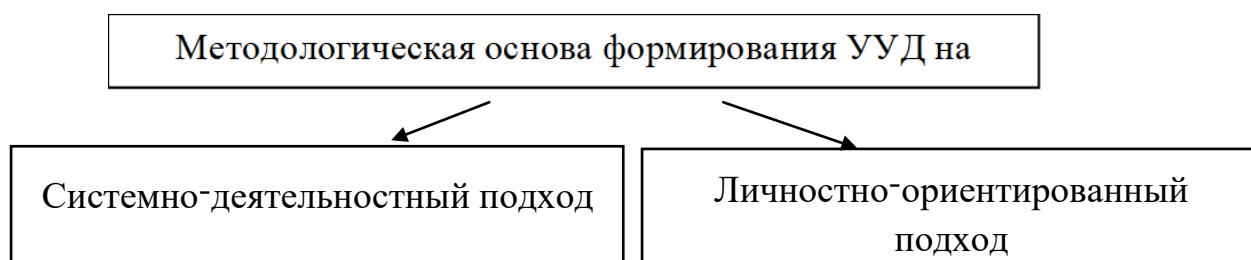 Методологическая основа формирования УУД на
Системно-деятельностный подход
Личностно-ориентированный
подход